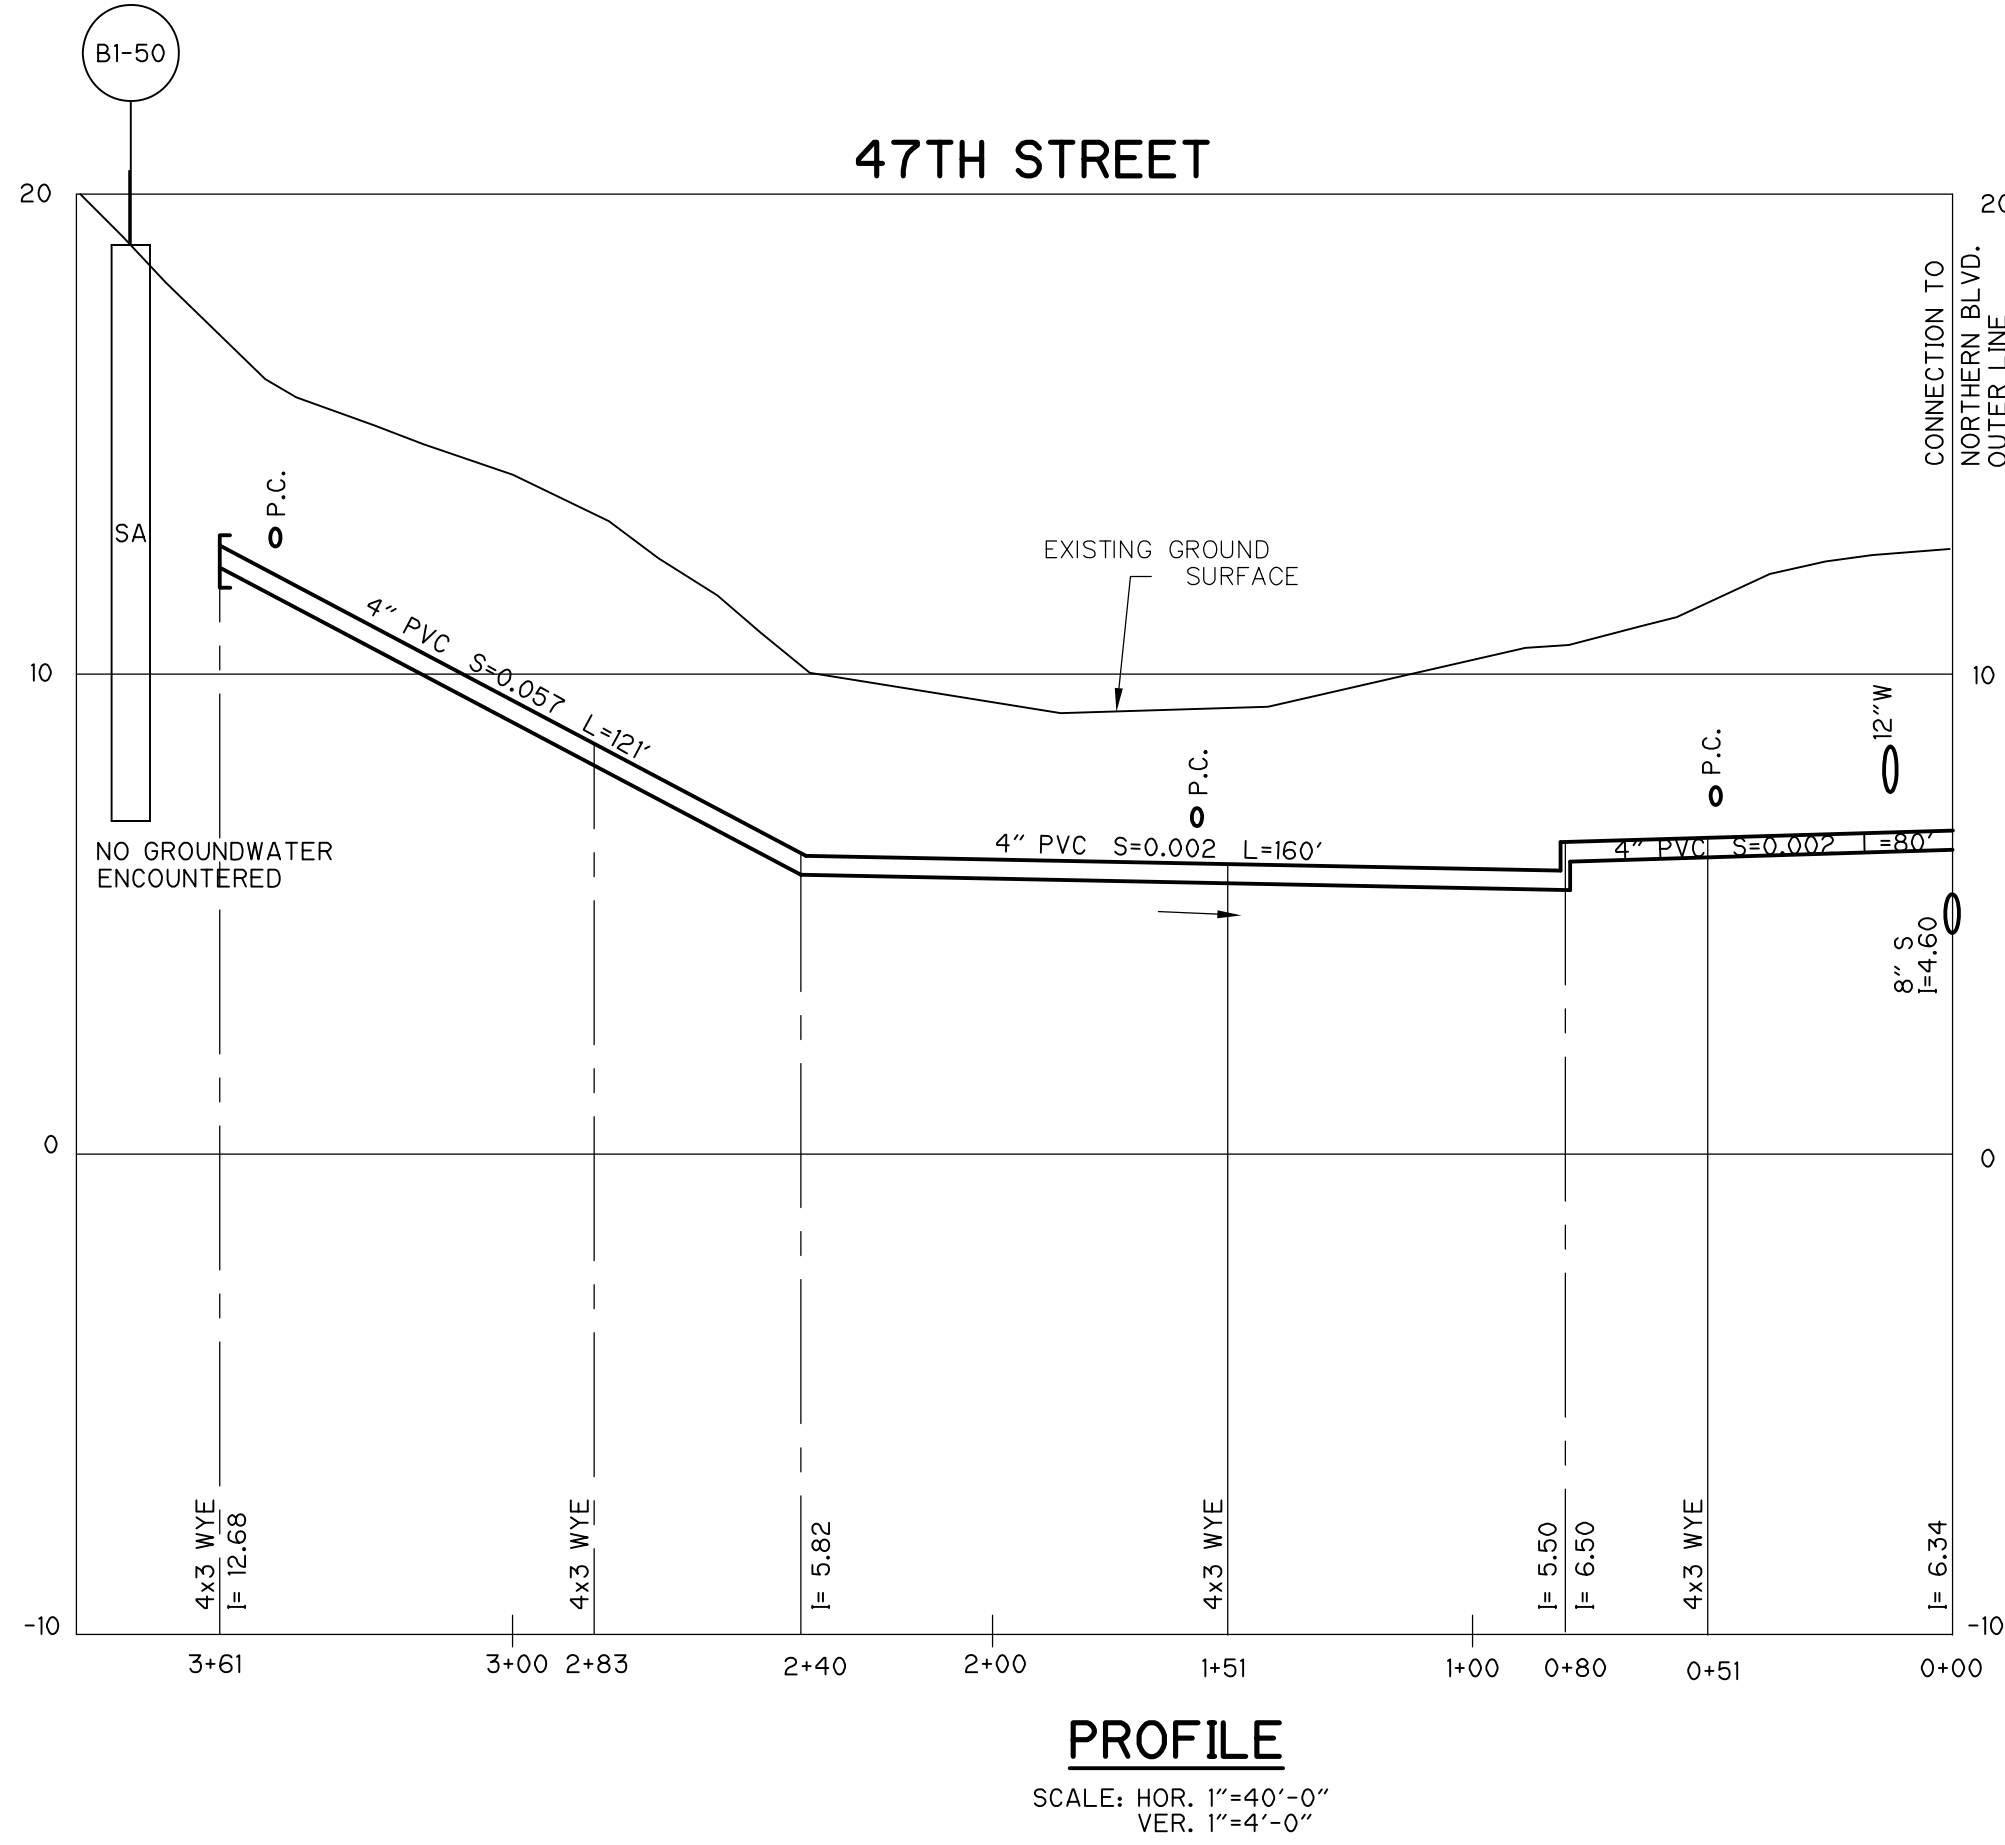 B1-50
47TH STREET
20
20
CONNECTION TO
NORTHERN BLVD.
OUTER LINE
P.C.
SA
EXISTING GROUND
SURFACE
4" PVC S=0.057 L=121'
10
10
12"W
P.C.
P.C.
NO GROUNDWATER
ENCOUNTERED
4" PVC S=0.002 L=160'
4" PVC S=0.002 L=80'
8" S
I=4.60
0
0
4x3 WYE
I= 12.68
4x3 WYE
I= 5.82
4x3 WYE
I= 5.50
I= 6.50
4x3 WYE
I= 6.34
-10
-10
3+61
3+00
2+83
2+40
2+00
1+51
1+00
0+80
0+51
0+00
PROFILE
SCALE: HOR. 1"=40'-0"
VER. 1"=4'-0"